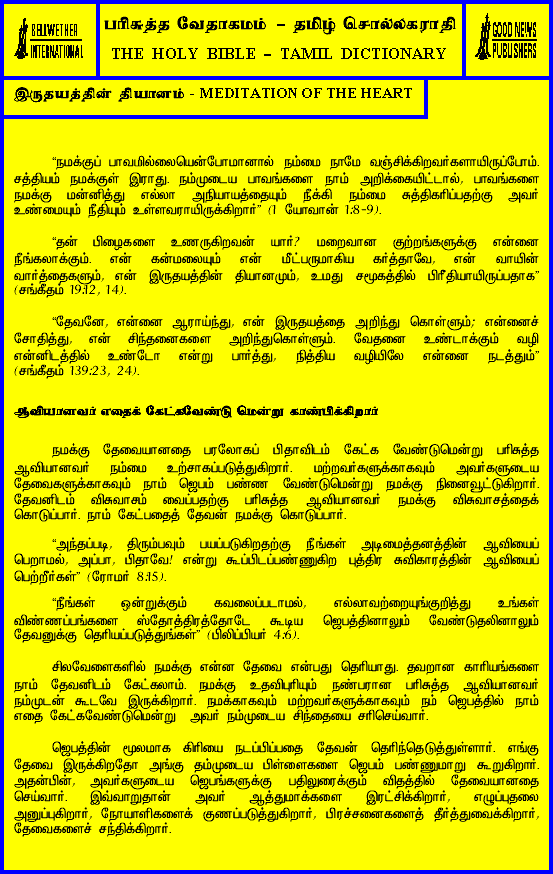 BELLWETHER
INTERNATIONAL
பரிசுத்த வேதாகமம் – தமிழ் சொல்லகராதி
THE HOLY BIBLE – TAMIL DICTIONARY
GOOD NEWS
PUBLISHERS
இருதயத்தின் தியானம் - MEDITATION OF THE HEART
“நமக்குப் பாவமில்லையென்போமானால் நம்மை நாமே வஞ்சிக்கிறவர்களாயிருப்போம்.
சத்தியம் நமக்குள் இராது. நம்முடைய பாவங்களை நாம் அறிக்கையிட்டால், பாவங்களை
நமக்கு மன்னித்து எல்லா அநியாயத்தையும் நீக்கி நம்மை சுத்திகரிப்பதற்கு அவர்
உண்மையும் நீதியும் உள்ளவராயிருக்கிறார்” (1 யோவான் 1:8-9).
“தன் பிழைகளை உணருகிறவன் யார்? மறைவான குற்றங்களுக்கு என்னை
நீங்கலாக்கும். என் கன்மலையும் என் மீட்பருமாகிய கர்த்தாவே, என் வாயின்
வார்த்தைகளும், என் இருதயத்தின் தியானமும், உமது சமூகத்தில் பிரீதியாயிருப்பதாக”
(சங்கீதம் 19:12, 14).
“தேவனே, என்னை ஆராய்ந்து, என் இருதயத்தை அறிந்து கொள்ளும்; என்னைச்
சோதித்து, என் சிந்தனைகளை அறிந்துகொள்ளும். வேதனை உண்டாக்கும் வழி
என்னிடத்தில் உண்டோ என்று பார்த்து, நித்திய வழியிலே என்னை நடத்தும்”
(சங்கீதம் 139:23, 24).
ஆவியானவர் எதைக் கேட்கவேண்டு மென்று காண்பிக்கிறார்
நமக்கு தேவையானதை பரலோகப் பிதாவிடம் கேட்க வேண்டுமென்று பரிசுத்த
ஆவியானவர் நம்மை உற்சாகப்படுத்துகிறார். மற்றவர்களுக்காகவும் அவர்களுடைய
தேவைகளுக்காகவும் நாம் ஜெபம் பண்ண வேண்டுமென்று நமக்கு நினைவூட்டுகிறார்.
தேவனிடம் விசுவாசம் வைப்பதற்கு பரிசுத்த ஆவியானவர் நமக்கு விசுவாசத்தைக்
கொடுப்பார். நாம் கேட்பதைத் தேவன் நமக்கு கொடுப்பார்.
“அந்தப்படி, திரும்பவும் பயப்படுகிறதற்கு நீங்கள் அடிமைத்தனத்தின் ஆவியைப்
பெறாமல், அப்பா, பிதாவே! என்று கூப்பிடப்பண்ணுகிற புத்திர சுவிகாரத்தின் ஆவியைப்
பெற்றீர்கள்” (ரோமர் 8:15).
“நீங்கள் ஒன்றுக்கும் கவலைப்படாமல், எல்லாவற்றையுங்குறித்து உங்கள்
விண்ணப்பங்களை ஸ்தோத்திரத்தோடே கூடிய ஜெபத்தினாலும் வேண்டுதலினாலும்
தேவனுக்கு தெரியப்படுத்துங்கள்” (பிலிப்பியர் 4:6).
சிலவேளைகளில் நமக்கு என்ன தேவை என்பது தெரியாது. தவறான காரியங்களை
நாம் தேவனிடம் கேட்கலாம். நமக்கு உதவிபுரியும் நண்பரான பரிசுத்த ஆவியானவர்
நம்முடன் கூடவே இருக்கிறார். நமக்காகவும் மற்றவர்களுக்காகவும் நம் ஜெபத்தில் நாம்
எதை கேட்கவேண்டுமென்று அவர் நம்முடைய சிந்தையை சரிசெய்வார்.
ஜெபத்தின் மூலமாக கிரியை நடப்பிப்பதை தேவன் தெரிந்தெடுத்துள்ளார். எங்கு
தேவை இருக்கிறதோ அங்கு தம்முடைய பிள்ளைகளை ஜெபம் பண்ணுமாறு கூறுகிறார்.
அதன்பின், அவர்களுடைய ஜெபங்களுக்கு பதிலுரைக்கும் விதத்தில் தேவையானதை
செய்வார். இவ்வாறுதான் அவர் ஆத்துமாக்களை இரட்சிக்கிறார், எழுப்புதலை
அனுப்புகிறார், நோயாளிகளைக் குணப்படுத்துகிறார், பிரச்சனைகளைத் தீர்த்துவைக்கிறார்,
தேவைகளைச் சந்திக்கிறார்.